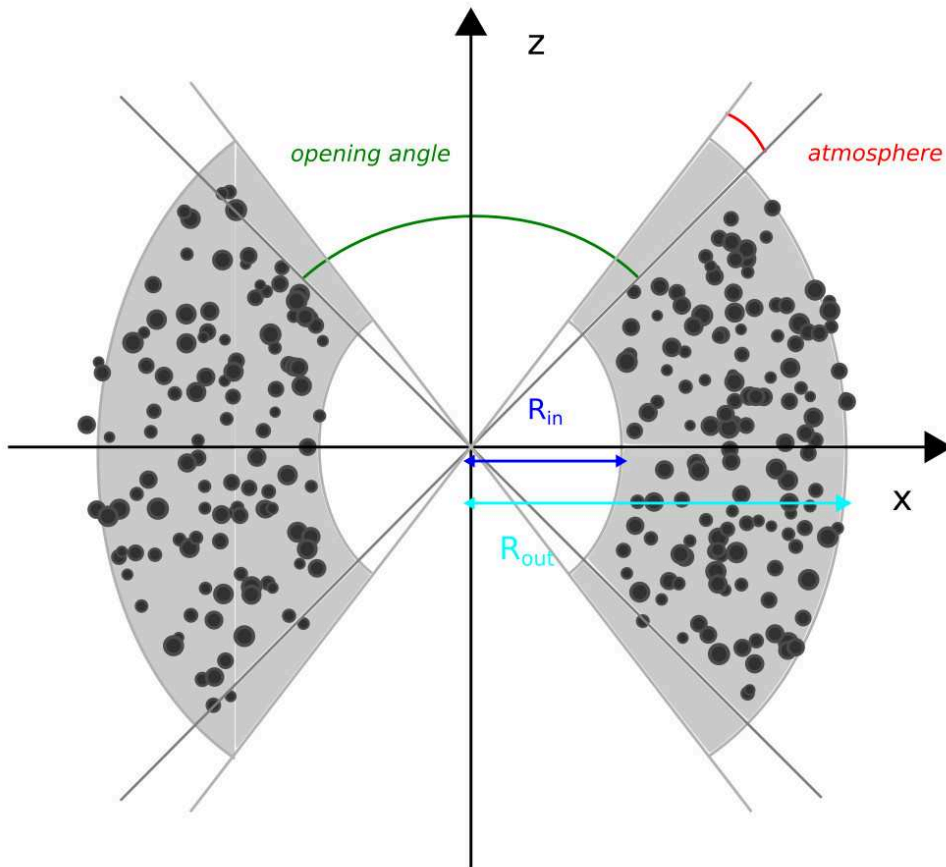 z
opening angle
atmosphere
R_in
x
R_out